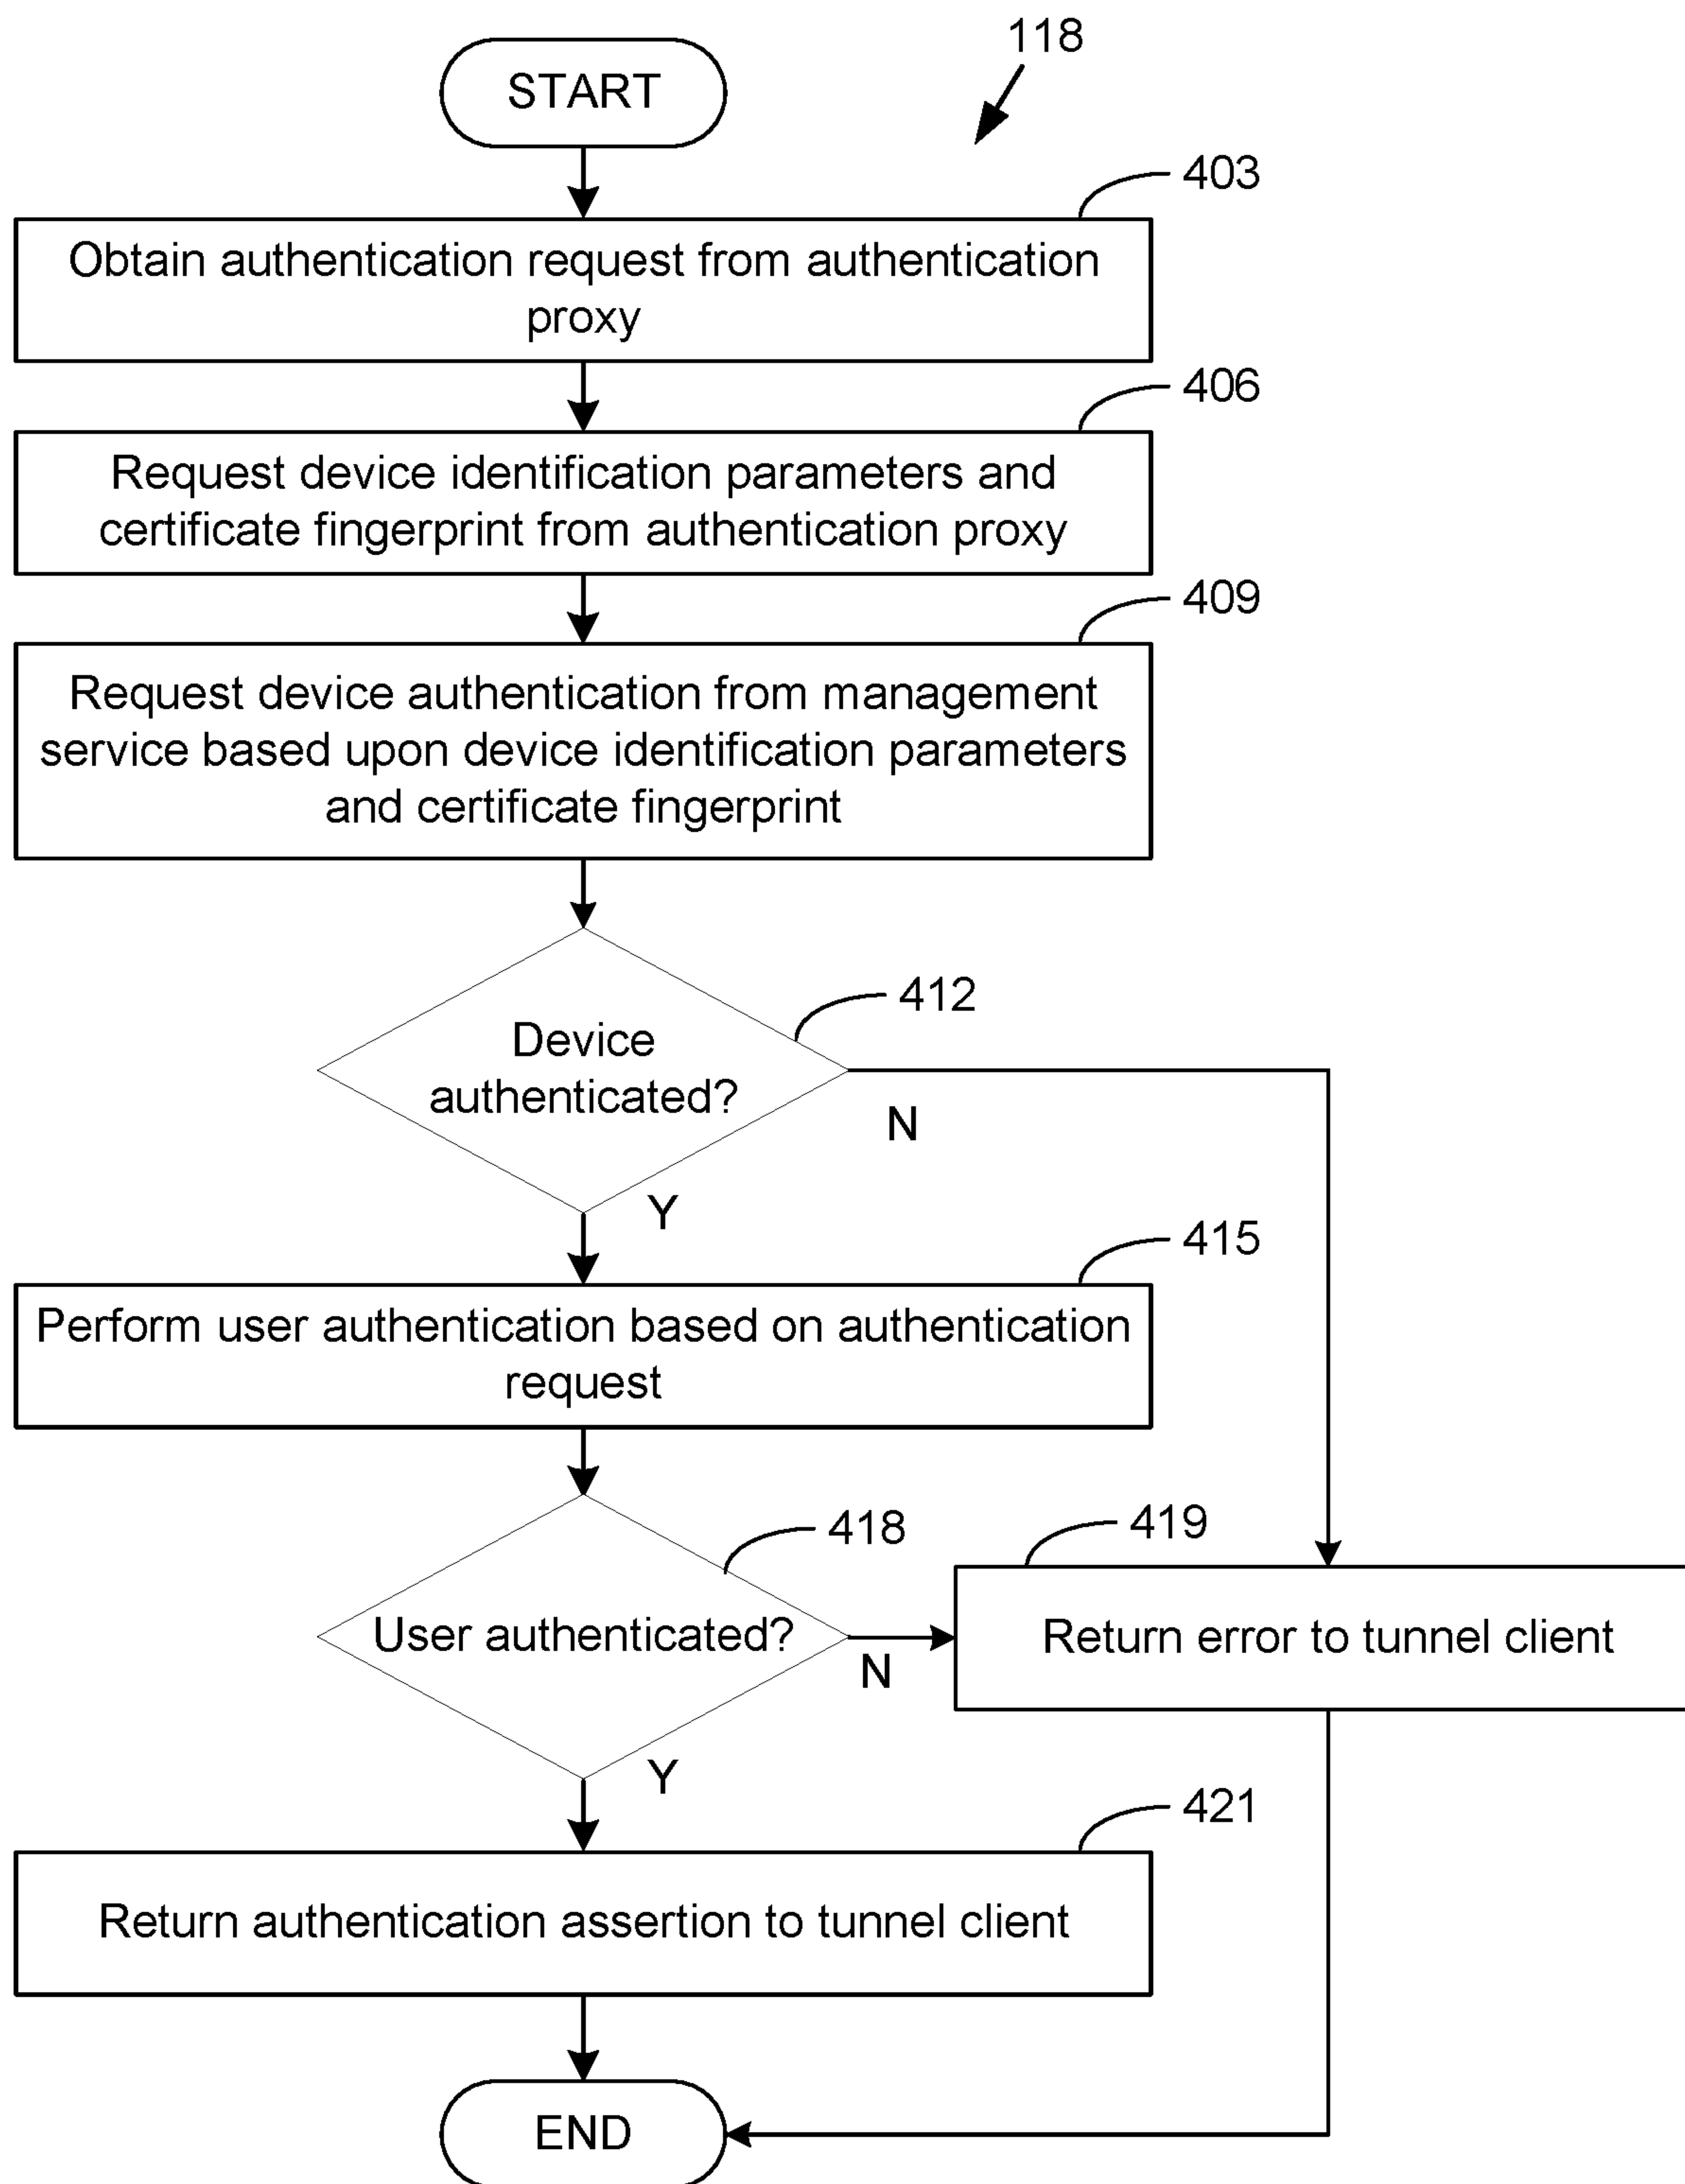 118
START
403
Obtain authentication request from authentication
proxy
406
Request device identification parameters and
certificate fingerprint from authentication proxy
409
Request device authentication from management
service based upon device identification parameters
and certificate fingerprint
412
Device
authenticated?
N
Y
415
Perform user authentication based on authentication
request
418
419
User authenticated?
Return error to tunnel client
N
Y
421
Return authentication assertion to tunnel client
END